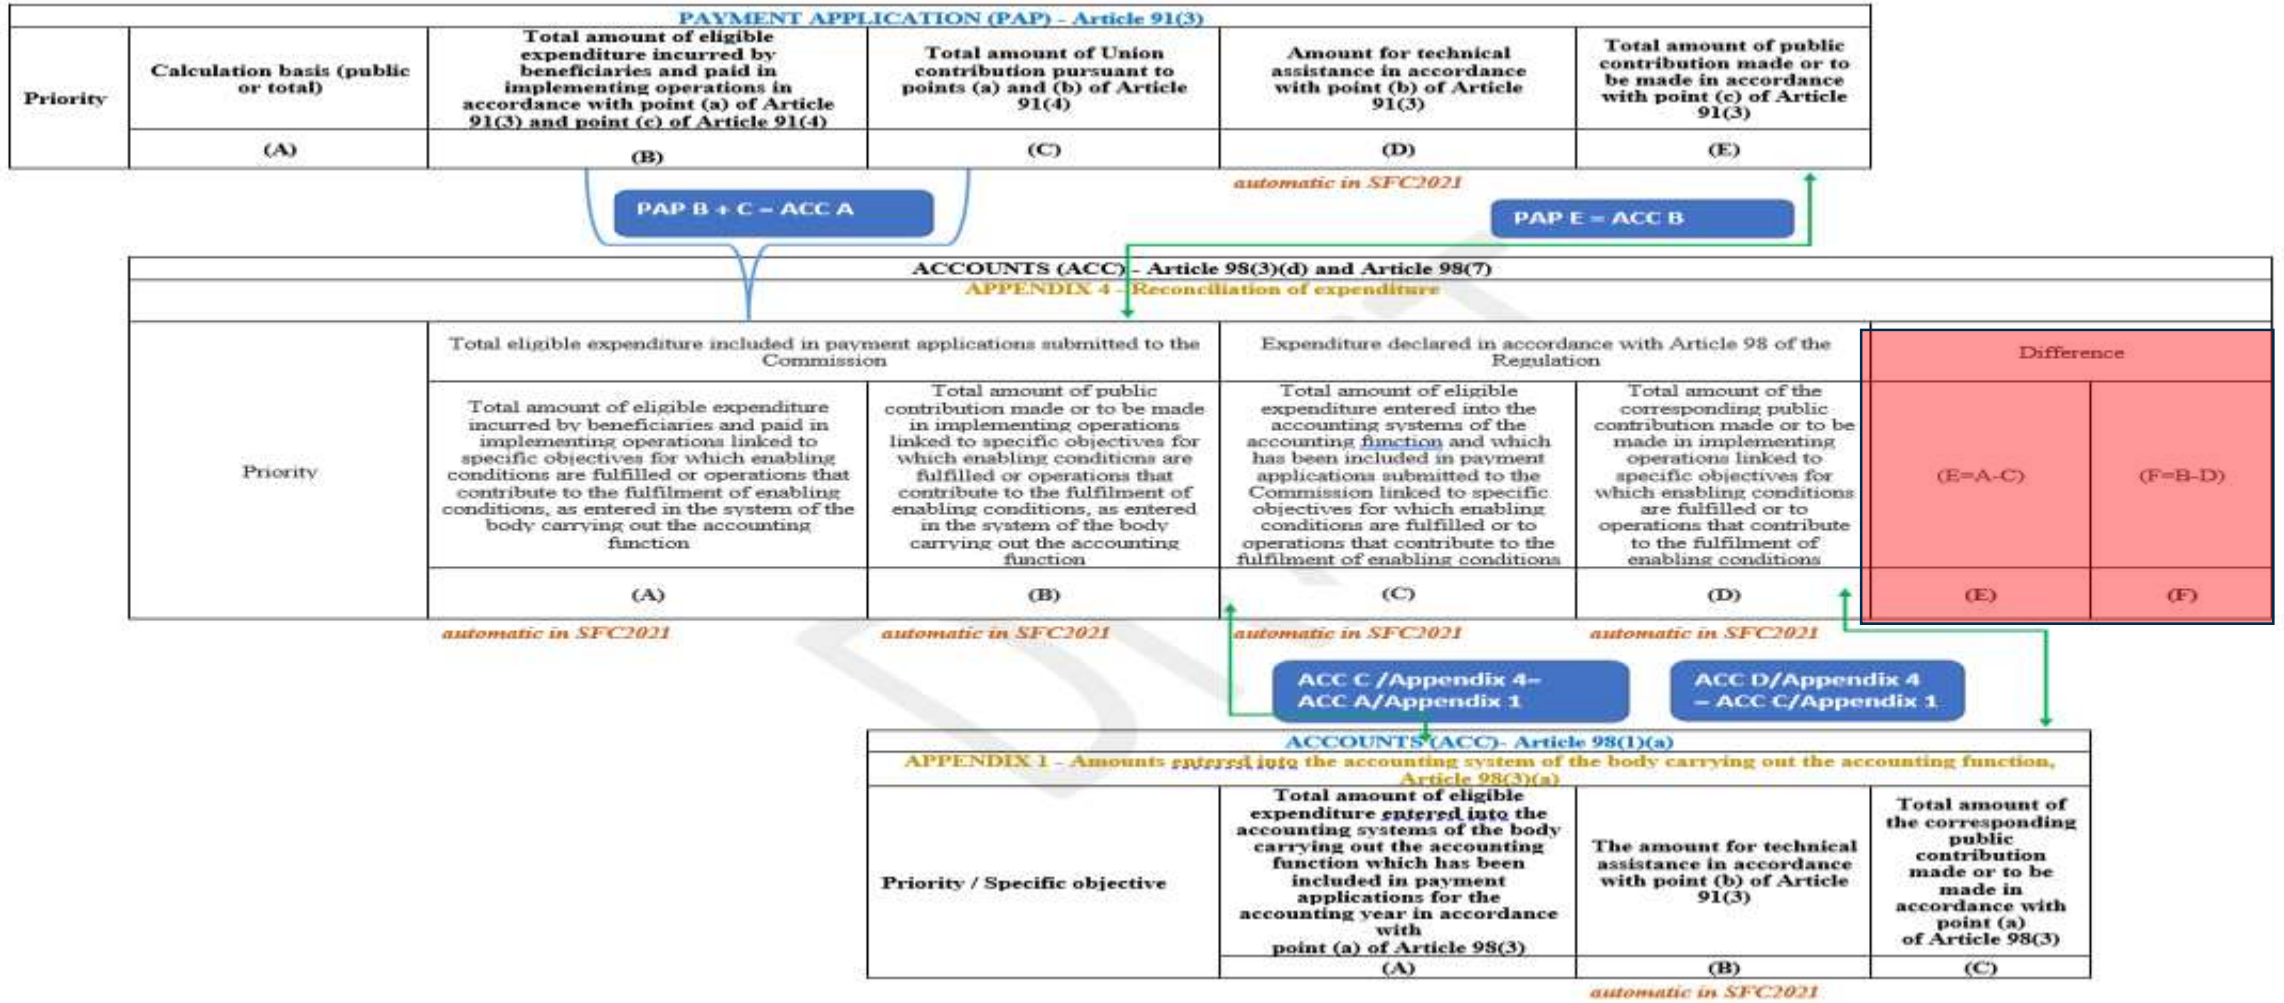 PAYMENT APPLICATION (PAP) - Article 91(3)
Priority
Calculation basis (public
or total)
(A)
Total amount of eligible
expenditure incurred by
beneficiaries and paid in
implementing operations in
accordance with point (a) of Article
91(3) and point (c) of Article 91(4)
(B)
Total amount of Union
contribution pursuant to
points (a) and (b) of Article
91(4)
(C)
Amount for technical
assistance in accordance
with point (b) of Article
91(3)
(D)
Total amount of public
contribution made or to
be made in accordance
with point (c) of Article
91(3)
(E)
automatic in SFC2021
PAP B + C = ACC A
PAP E = ACC B
ACCOUNTS (ACC) - Article 98(3)(d) and Article 98(7)
APPENDIX 4 - Reconciliation of expenditure
Priority
Total eligible expenditure included in payment applications submitted to the
Commission
Expenditure declared in accordance with Article 98 of the
Regulation
Difference
Total amount of eligible expenditure
incurred by beneficiaries and paid in
implementing operations linked to
specific objectives for which enabling
conditions are fulfilled or operations that
contribute to the fulfilment of enabling
conditions, as entered in the system of the
body carrying out the accounting
function
Total amount of public
contribution made or to be made
in implementing operations
linked to specific objectives for
which enabling conditions are
fulfilled or operations that
contribute to the fulfilment of
enabling conditions, as entered
in the system of the body
carrying out the accounting
function
Total amount of eligible
expenditure entered into the
accounting systems of the
accounting function and which
has been included in payment
applications submitted to the
Commission linked to specific
objectives for which enabling
conditions are fulfilled or to
operations that contribute to the
fulfilment of enabling conditions
Total amount of the
corresponding public
contribution made or to be
made in implementing
operations linked to
specific objectives for
which enabling conditions
are fulfilled or to
operations that contribute
to the fulfilment of
enabling conditions
(E=A-C)
(F=B-D)
(A)
(B)
(C)
(D)
(E)
(F)
automatic in SFC2021
automatic in SFC2021
automatic in SFC2021
automatic in SFC2021
ACC C /Appendix 4=
ACC A/Appendix 1
ACC D/Appendix 4
= ACC C/Appendix 1
ACCOUNTS (ACC)- Article 98(1)(a)
APPENDIX 1 - Amounts entered into the accounting system of the body carrying out the accounting function,
Article 98(3)(a)
Priority / Specific objective
Total amount of eligible
expenditure entered into the
accounting systems of the body
carrying out the accounting
function which has been
included in payment
applications for the
accounting year in accordance
with
point (a) of Article 98(3)
(A)
The amount for technical
assistance in accordance
with point (b) of Article
91(3)
(B)
Total amount of
the corresponding
public
contribution
made or to be
made in
accordance with
point (a)
of Article 98(3)
(C)
automatic in SFC2021